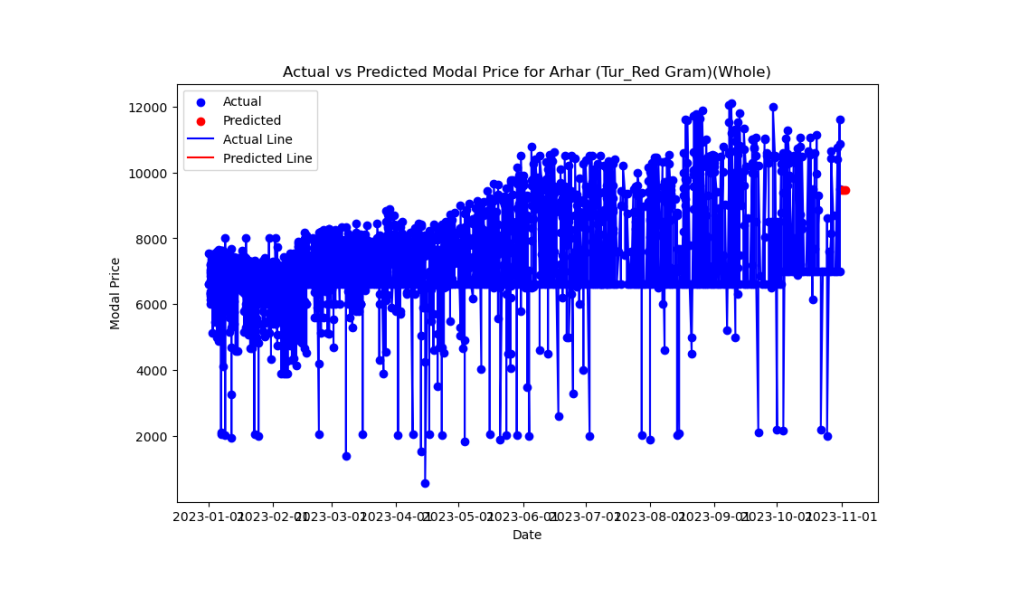 Actual vs Predicted Modal Price for Arhar (Tur_Red Gram)(Whole)
Actual
Predicted
Actual Line
Predicted Line
12000
10000
8000
6000
4000
2000
Modal Price
2023-01-01 2023-02-01 2023-03-01 2023-04-01 2023-05-01 2023-06-01 2023-07-01 2023-08-01 2023-09-01 2023-10-01 2023-11-01
Date